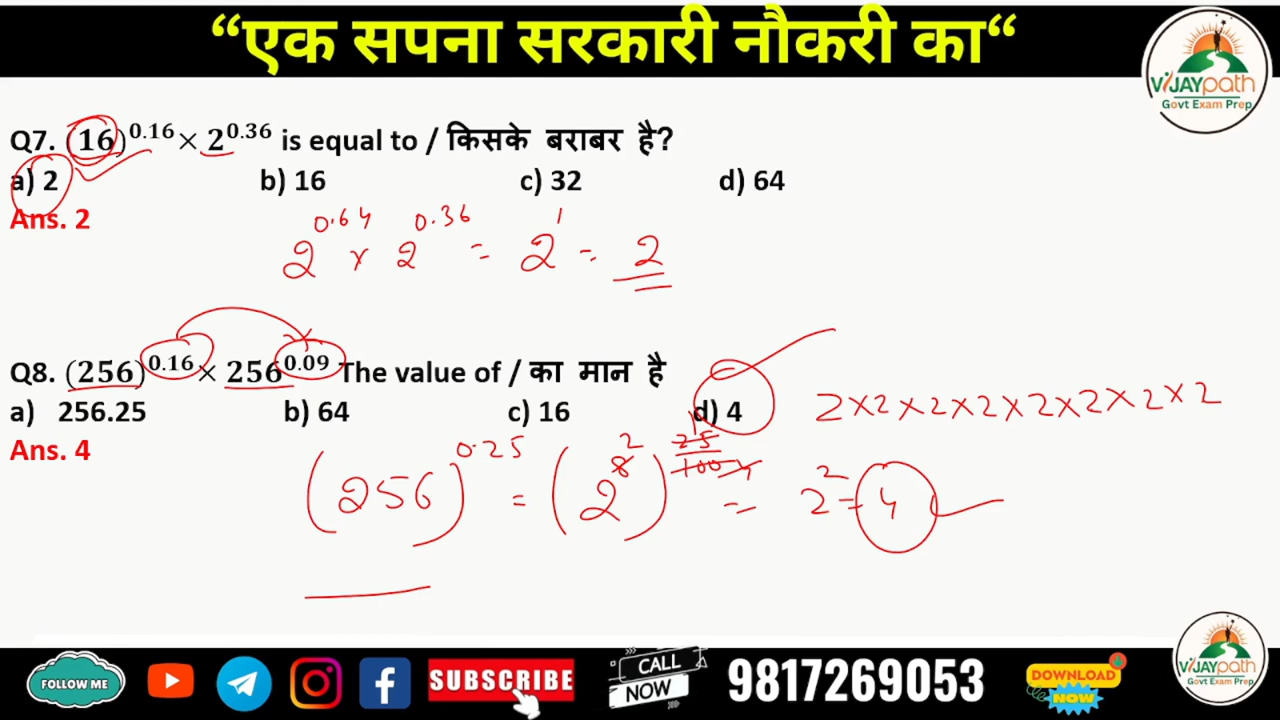 “एक सपना सरकारी नौकरी का“
ViJAYpath
Govt Exam Prep
Q7. (16)^0.16 × 2^0.36 is equal to / किसके बराबर है?
a) 2 b) 16 c) 32 d) 64
Ans. 2
2^0.64 × 2^0.36 = 2^1 = 2
Q8. (256)^0.16 × 256^0.09 The value of / का मान है
a) 256.25 b) 64 c) 16 d) 4
2×2×2×2×2×2×2×2
Ans. 4
(256)^0.25 = (2^8)^25/100 = 2^2 = 4
FOLLOW ME
SUBSCRIBE
CALL NOW
9817269053
DOWNLOAD NOW
ViJAYpath
Govt Exam Prep